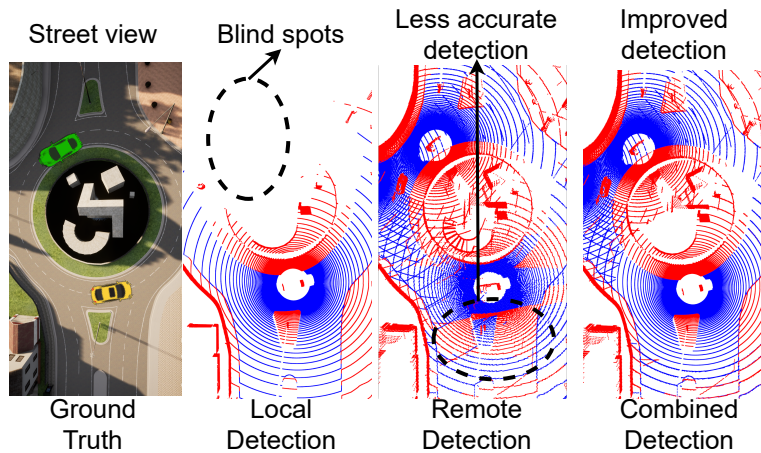 Street view
Blind spots
Less accurate
detection
Improved
detection
Ground
Truth
Local
Detection
Remote
Detection
Combined
Detection